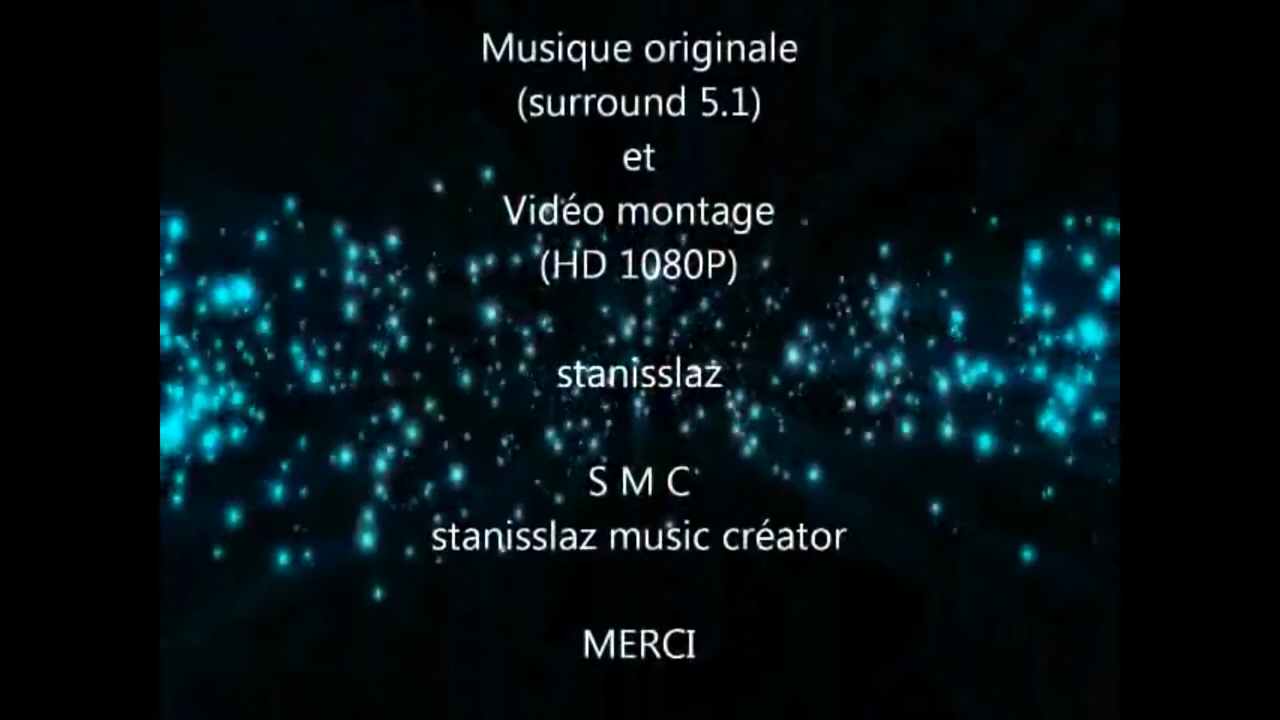 Musique originale
(surround 5.1)
et
Vidéo montage
(HD 1080P)
stanisslaz
S M C
stanisslaz music créator
MERCI